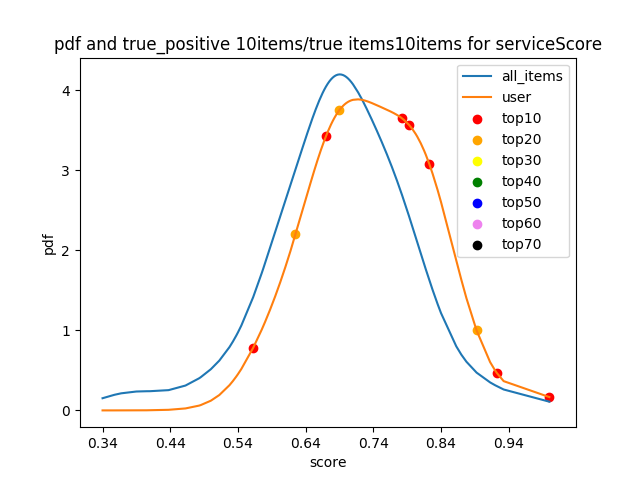 pdf and true_positive 10items/true items10items for serviceScore
all_items
user
top10
top20
top30
top40
top50
top60
top70
pdf
4
3
2
1
0
0.34 0.44 0.54 0.64 0.74 0.84 0.94
score